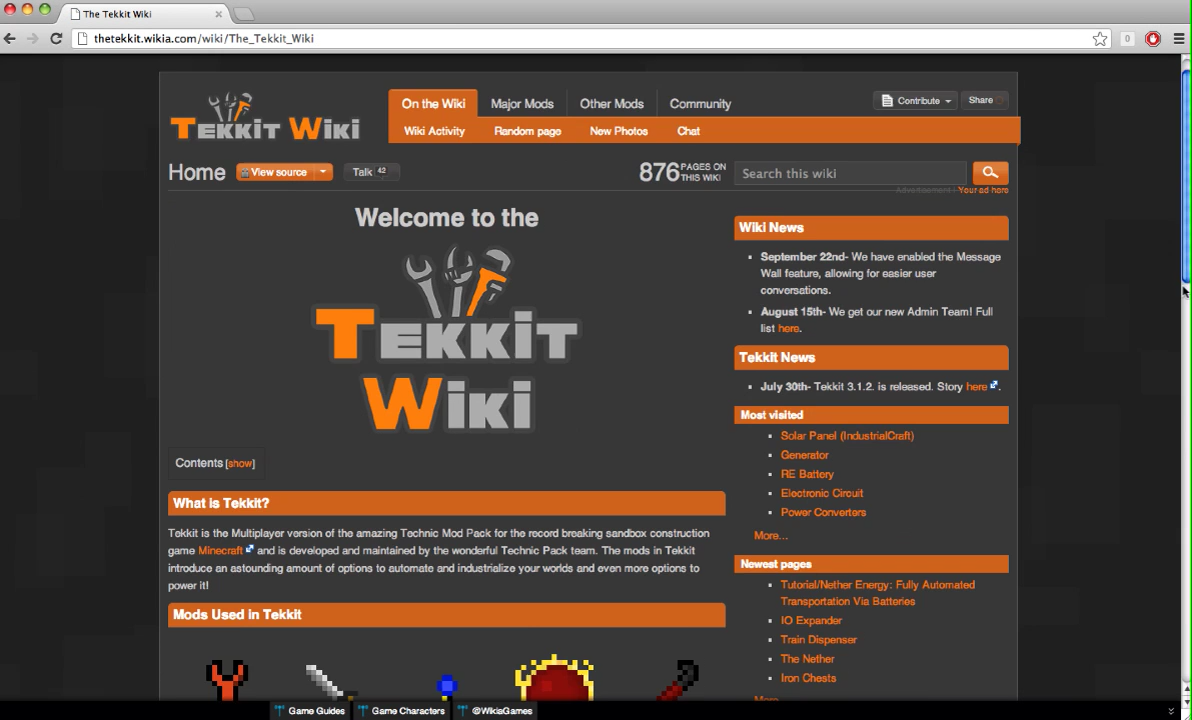 The Tekkit Wiki
thetekkit.wikia.com/wiki/The_Tekkit_Wiki
0
TEKKIT WIKI
On the Wiki
Major Mods
Other Mods
Community
Contribute
Share
Wiki Activity
Random page
New Photos
Chat
Home
View source
Talk 42
876 PAGES ON
THIS WIKI
Search this wiki
Advertisement | Your ad here
Welcome to the
TEKKIT
WIKI
Contents [show]
What is Tekkit?
Tekkit is the Multiplayer version of the amazing Technic Mod Pack for the record breaking sandbox construction
game Minecraft and is developed and maintained by the wonderful Technic Pack team. The mods in Tekkit
introduce an astounding amount of options to automate and industrialize your worlds and even more options to
power it!
Mods Used in Tekkit
Wiki News
September 22nd- We have enabled the Message
Wall feature, allowing for easier user
conversations.
August 15th- We get our new Admin Team! Full
list here.
Tekkit News
July 30th- Tekkit 3.1.2. is released. Story here.
Most visited
Solar Panel (IndustrialCraft)
Generator
RE Battery
Electronic Circuit
Power Converters
More...
Newest pages
Tutorial/Nether Energy: Fully Automated
Transportation Via Batteries
IO Expander
Train Dispenser
The Nether
Iron Chests
More...
Game Guides
Game Characters
@WikiaGames